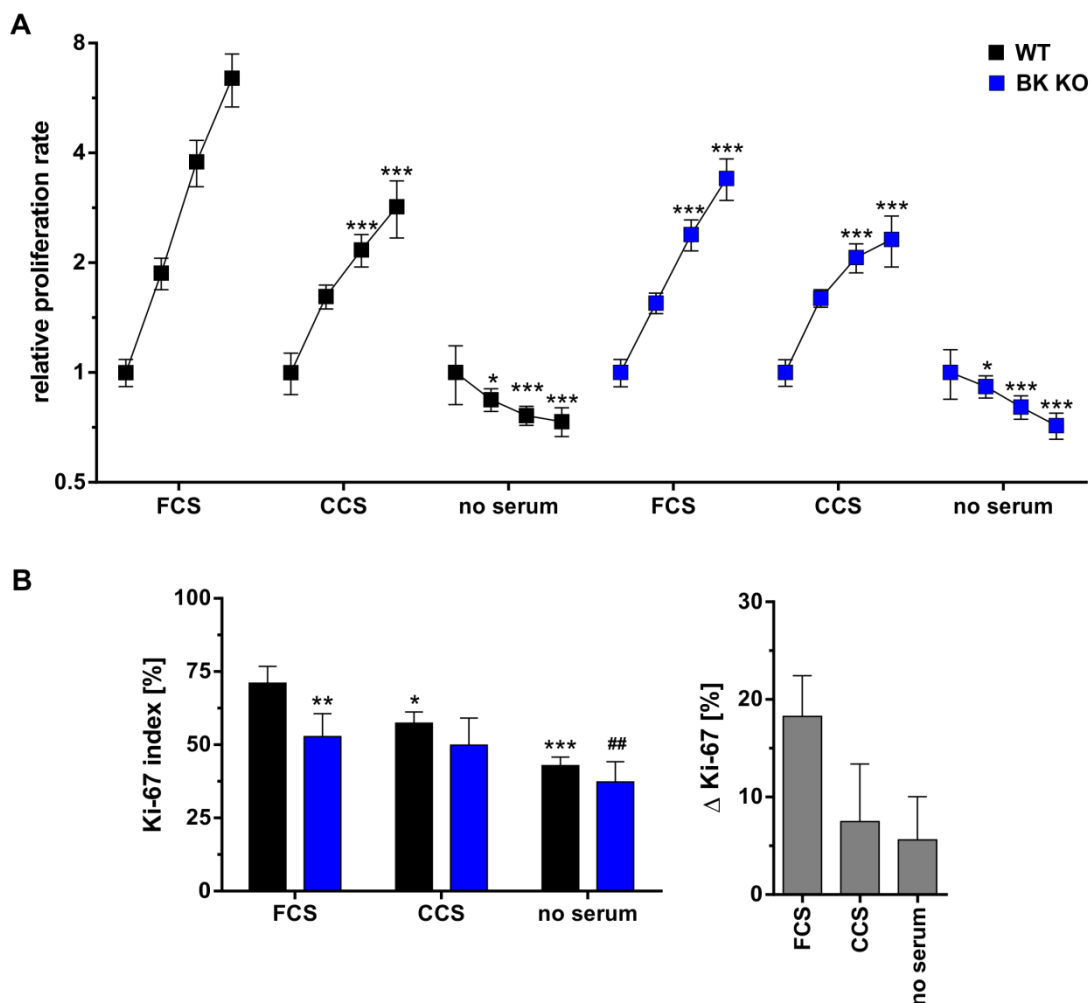 A
relative proliferation rate
8
4
2
1
0.5
WT
BK KO
*** ***
* *** ***
*** ***
*** ***
* *** ***
FCS CCS no serum FCS CCS no serum
B
Ki-67 index [%]
100
75
50
25
0
**
*
***
##
FCS CCS no serum
Δ Ki-67 [%]
30
20
10
0
FCS
CCS
no serum